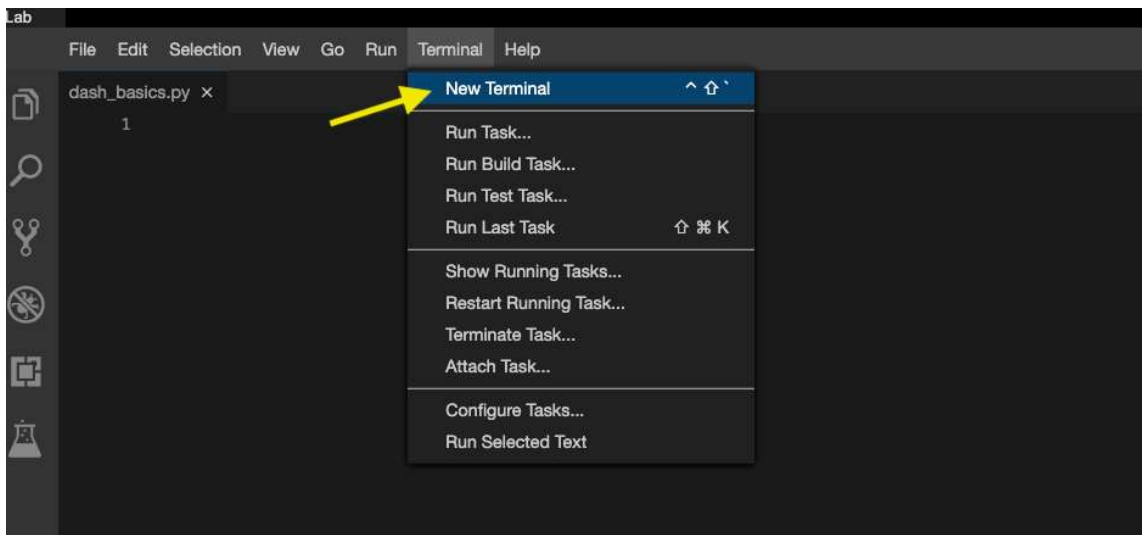 Lab
File Edit Selection View Go Run Terminal Help
dash_basics.py ×
1
New Terminal ^ ⇧ `
Run Task...
Run Build Task...
Run Test Task...
Run Last Task ⇧ ⌘ K
Show Running Tasks...
Restart Running Task...
Terminate Task...
Attach Task...
Configure Tasks...
Run Selected Text